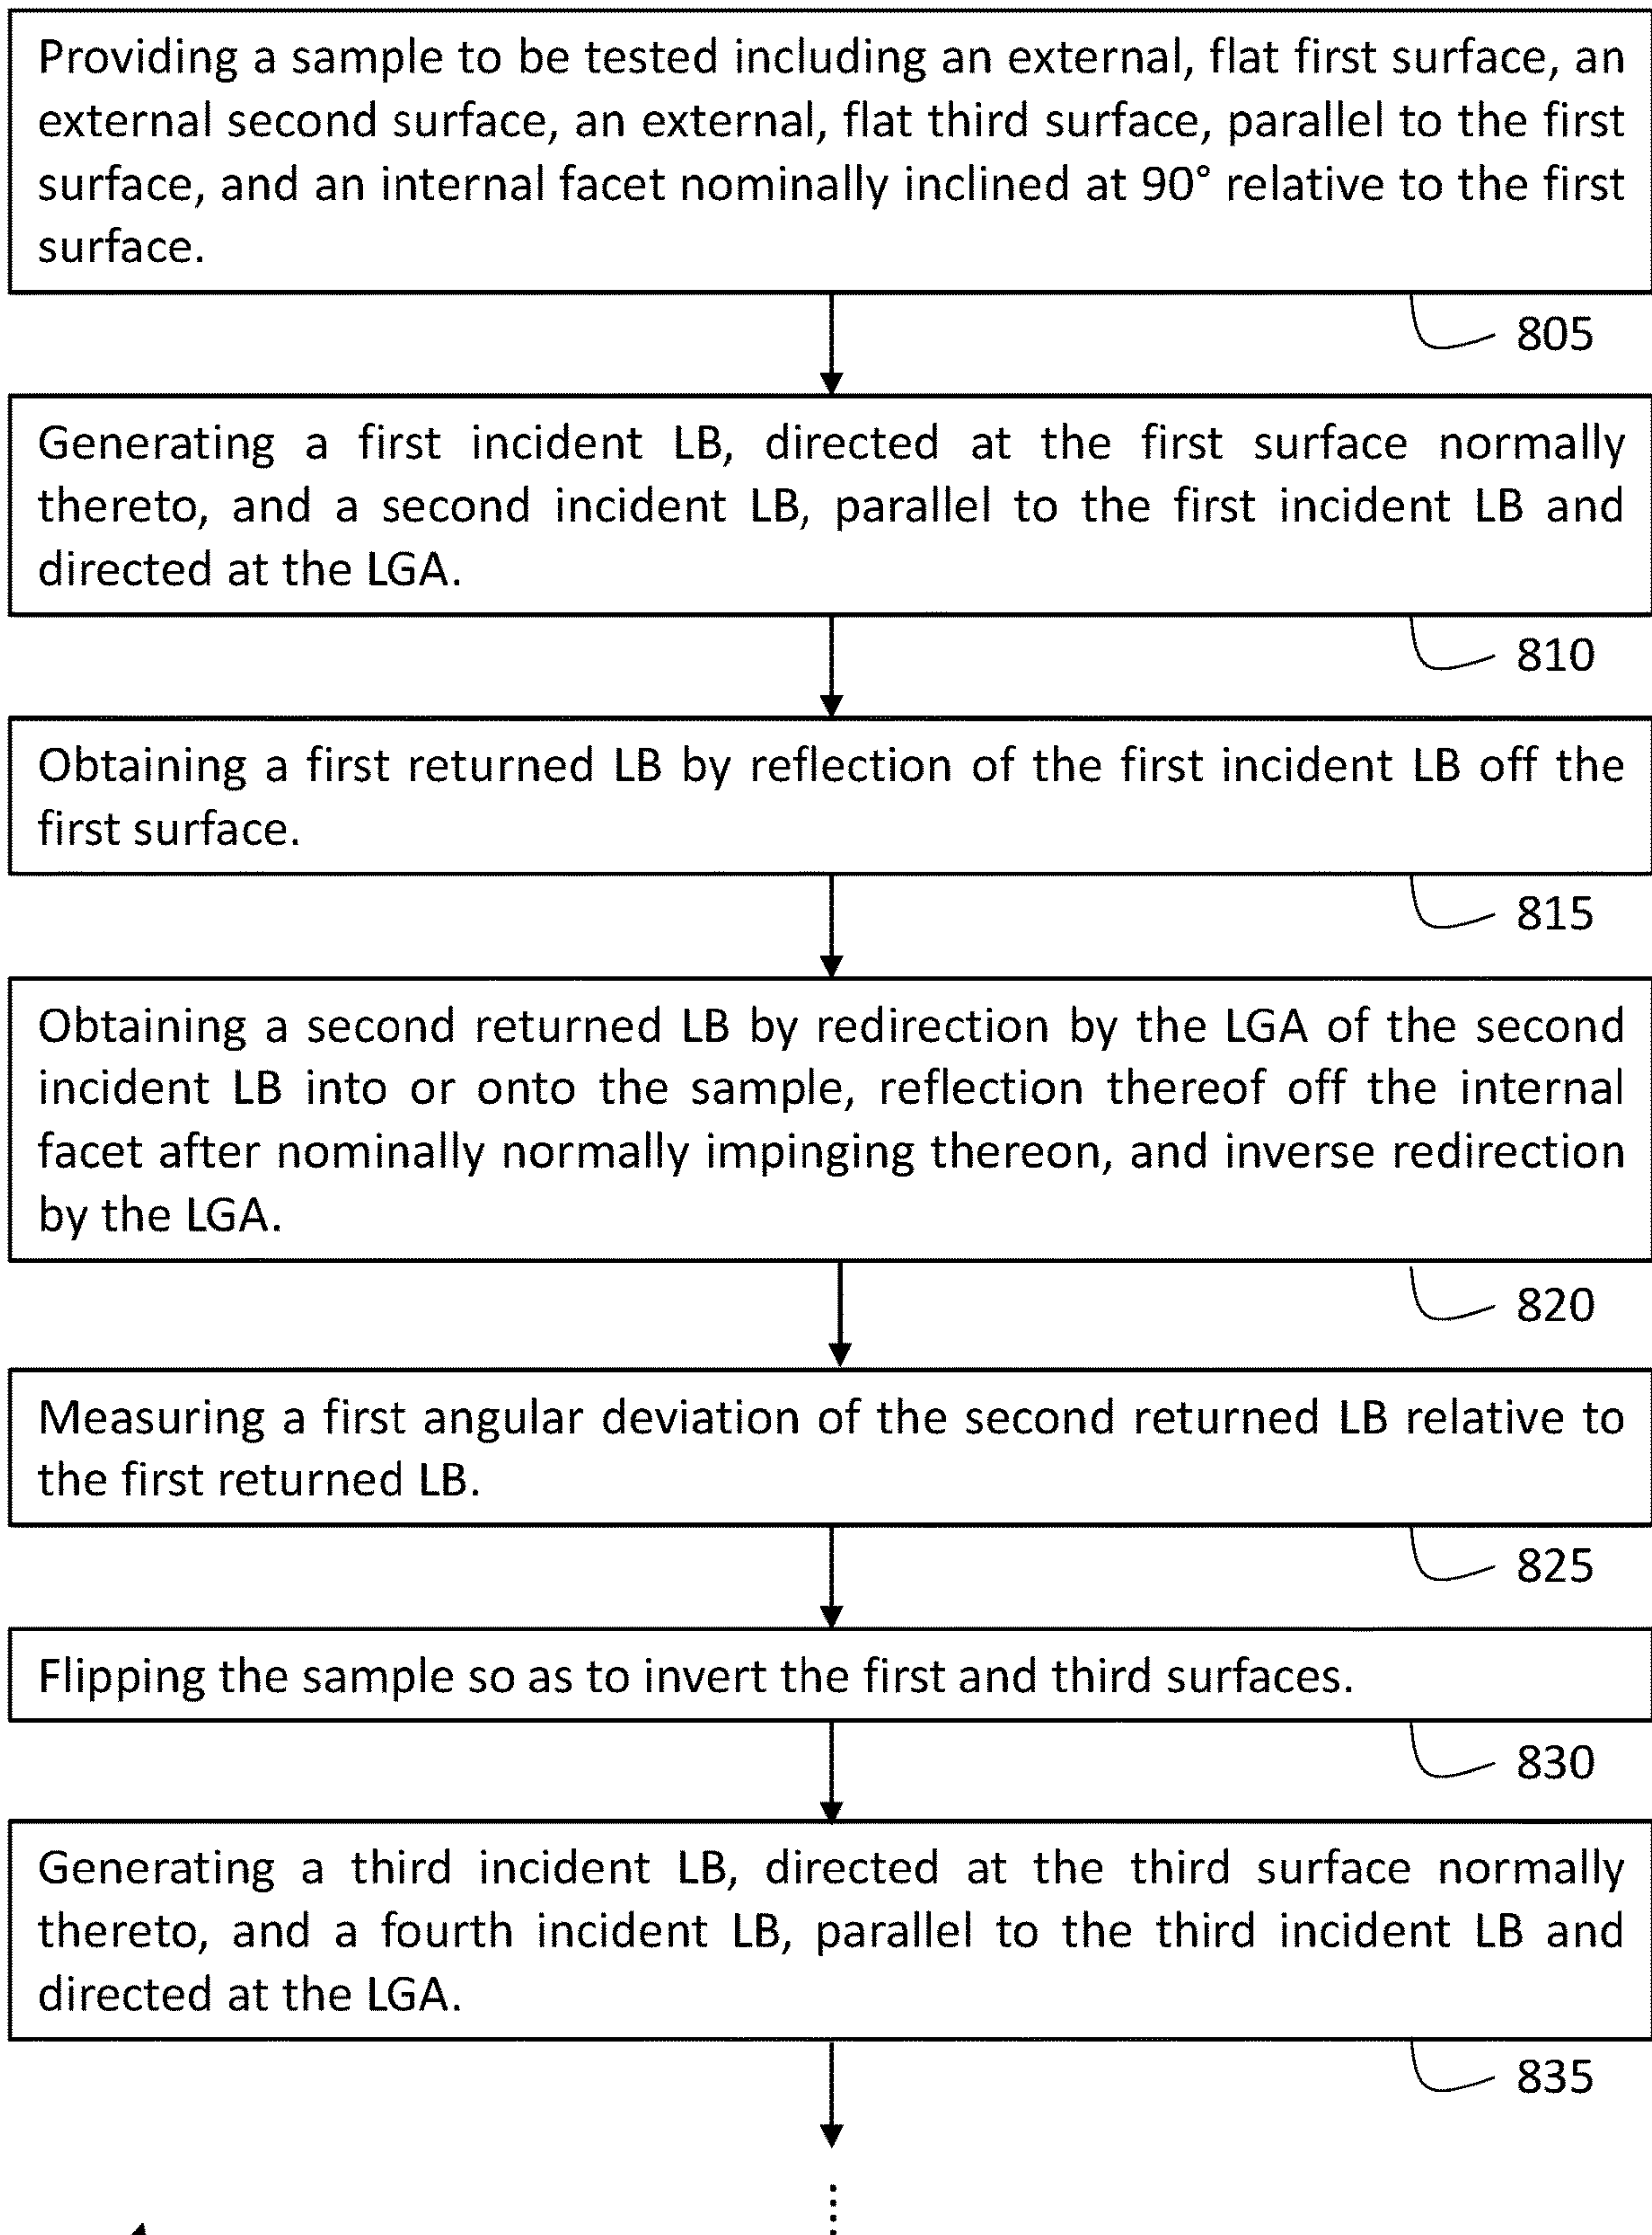 Providing a sample to be tested including an external, flat first surface, an
external second surface, an external, flat third surface, parallel to the first
surface, and an internal facet nominally inclined at 90° relative to the first
surface.
805
Generating a first incident LB, directed at the first surface normally
thereto, and a second incident LB, parallel to the first incident LB and
directed at the LGA.
810
Obtaining a first returned LB by reflection of the first incident LB off the
first surface.
815
Obtaining a second returned LB by redirection by the LGA of the second
incident LB into or onto the sample, reflection thereof off the internal
facet after nominally normally impinging thereon, and inverse redirection
by the LGA.
820
Measuring a first angular deviation of the second returned LB relative to
the first returned LB.
825
Flipping the sample so as to invert the first and third surfaces.
830
Generating a third incident LB, directed at the third surface normally
thereto, and a fourth incident LB, parallel to the third incident LB and
directed at the LGA.
835